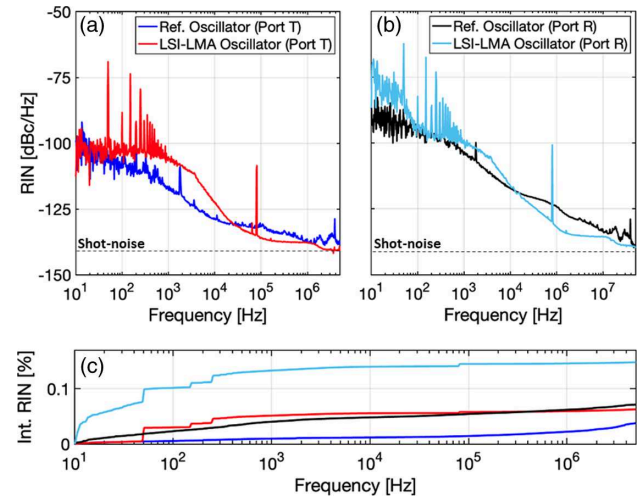 (a)
Ref. Oscillator (Port T)
LSI-LMA Oscillator (Port T)
RIN [dBc/Hz]
-50
-75
-100
-125
-150
Shot-noise
10^1 10^2 10^3 10^4 10^5 10^6
Frequency [Hz]
(b)
Ref. Oscillator (Port R)
LSI-LMA Oscillator (Port R)
Shot-noise
10^1 10^2 10^3 10^4 10^5 10^6 10^7
Frequency [Hz]
(c)
Int. RIN [%]
0.1
0
10^1 10^2 10^3 10^4 10^5 10^6
Frequency [Hz]